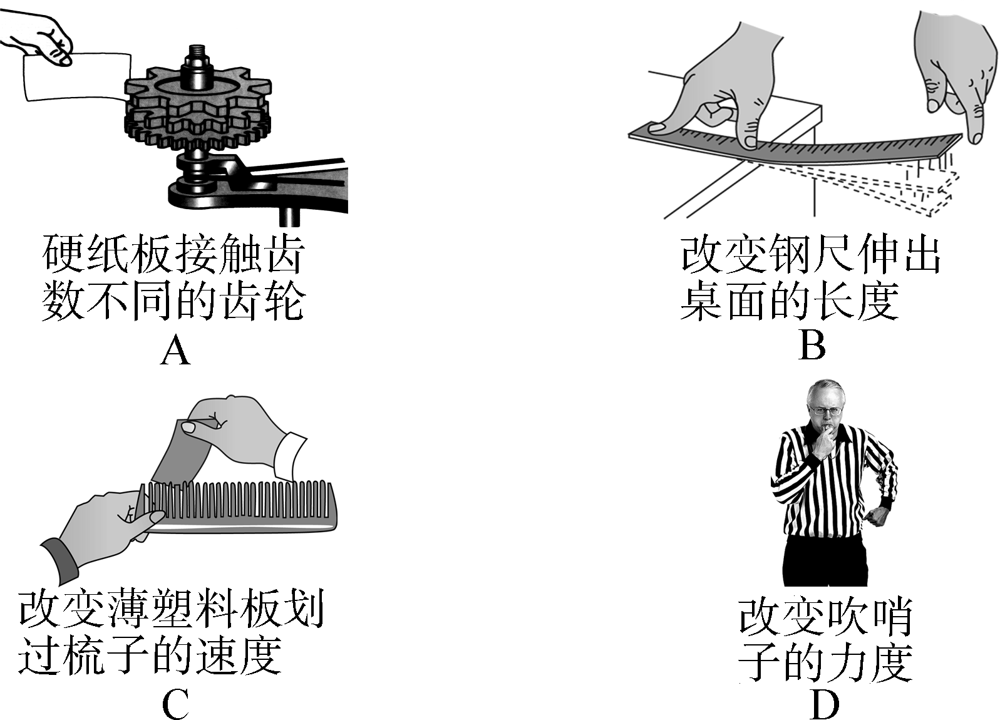 硬纸板接触齿
数不同的齿轮
A
改变钢尺伸出
桌面的长度
B
改变薄塑料板划
过梳子的速度
C
改变吹哨
子的力度
D